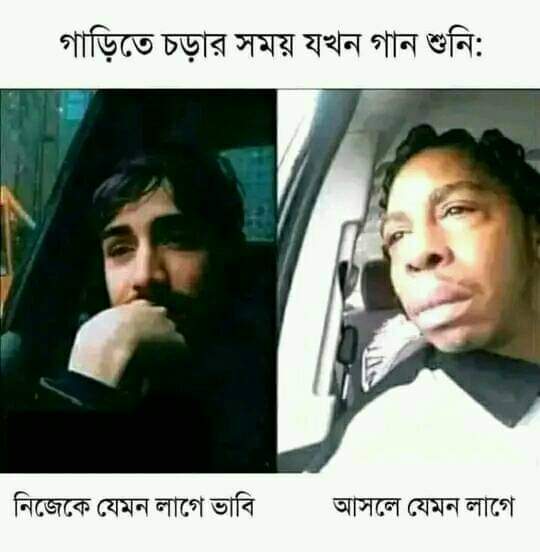 গাড়িতে চড়ার সময় যখন গান শুনি:
নিজেকে যেমন লাগে ভাবি
আসলে যেমন লাগে